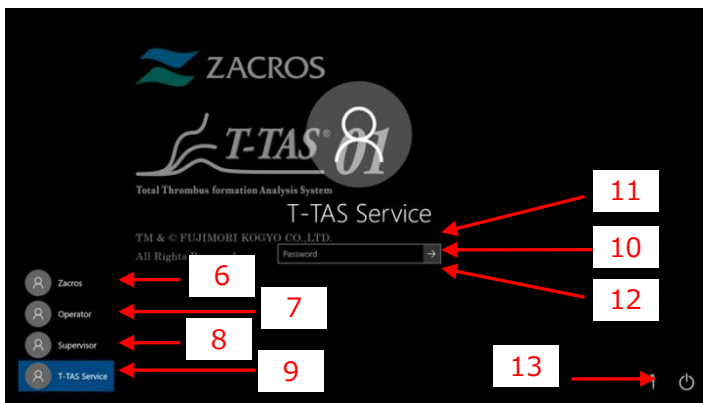 ZACROS
T-TAS® 01
Total Thrombus formation Analysis System
T-TAS Service
TM & © FUJIMORI KOGYO CO.,LTD.
All Rights
Password
11
10
12
6
Zacros
7
Operator
8
Supervisor
9
T-TAS Service
13